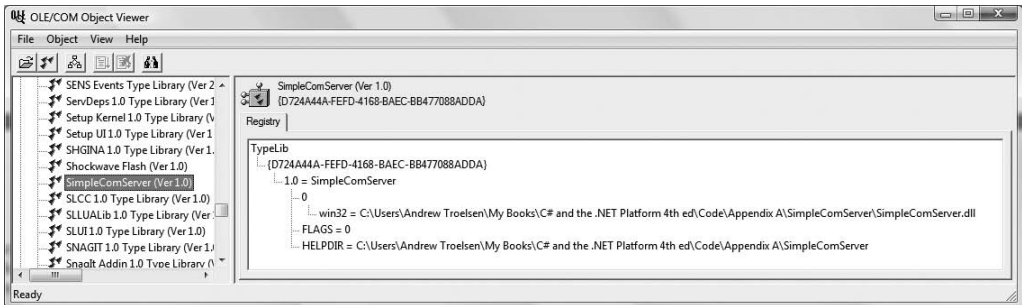 OLE/COM Object Viewer
File Object View Help
SENS Events Type Library (Ver 2
ServDeps 1.0 Type Library (Ver 1
Setup Kernel 1.0 Type Library (V
Setup UI 1.0 Type Library (Ver 1
SHGINA 1.0 Type Library (Ver 1.
Shockwave Flash (Ver 1.0)
SimpleComServer (Ver 1.0)
SLCC 1.0 Type Library (Ver 1.0)
SLLUALib 1.0 Type Library (Ver
SLUI 1.0 Type Library (Ver 1.0)
SNAGIT 1.0 Type Library (Ver 1.
SnagIt Addin 1.0 Type Library (V
SimpleComServer (Ver 1.0)
{D724A44A-FEFD-4168-BAEC-BB477088ADDA}
Registry
TypeLib
{D724A44A-FEFD-4168-BAEC-BB477088ADDA}
1.0 = SimpleComServer
0
win32 = C:\Users\Andrew Troelsen\My Books\C# and the .NET Platform 4th ed\Code\Appendix A\SimpleComServer\SimpleComServer.dll
FLAGS = 0
HELPDIR = C:\Users\Andrew Troelsen\My Books\C# and the .NET Platform 4th ed\Code\Appendix A\SimpleComServer
Ready